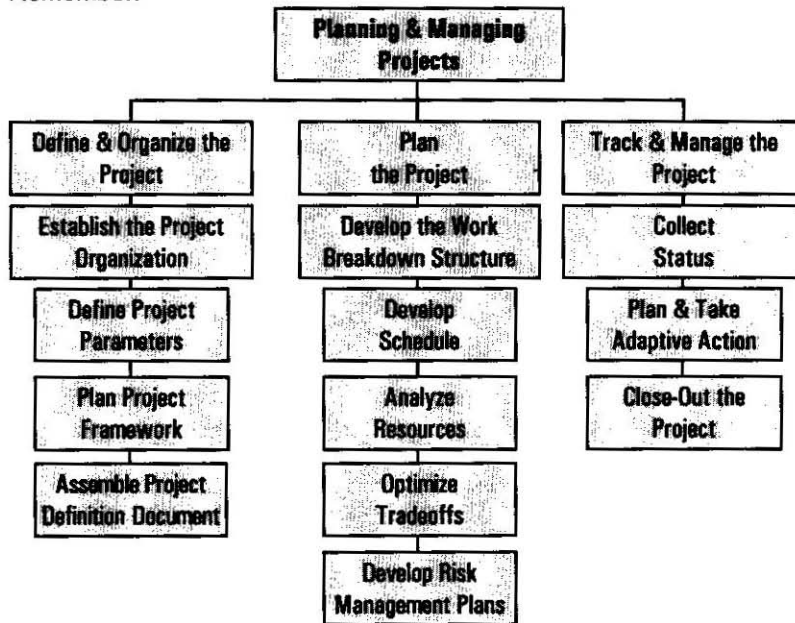 Planning & Managing
Projects
Define & Organize the
Project
Establish the Project
Organization
Define Project
Parameters
Plan Project
Framework
Assemble Project
Definition Document
Plan
the Project
Develop the Work
Breakdown Structure
Develop
Schedule
Analyze
Resources
Optimize
Tradeoffs
Develop Risk
Management Plans
Track & Manage the
Project
Collect
Status
Plan & Take
Adaptive Action
Close-Out the
Project